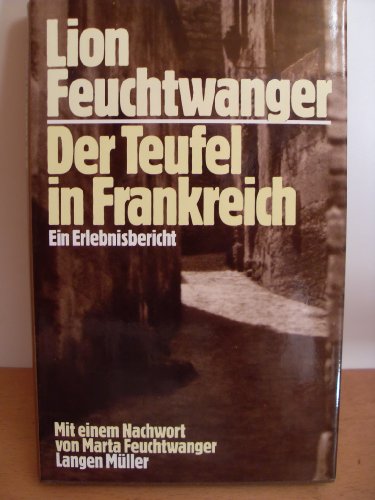 Lion
Feuchtwanger
Der Teufel
in Frankreich
Ein Erlebnisbericht
Mit einem Nachwort
von Marta Feuchtwanger
Langen Müller